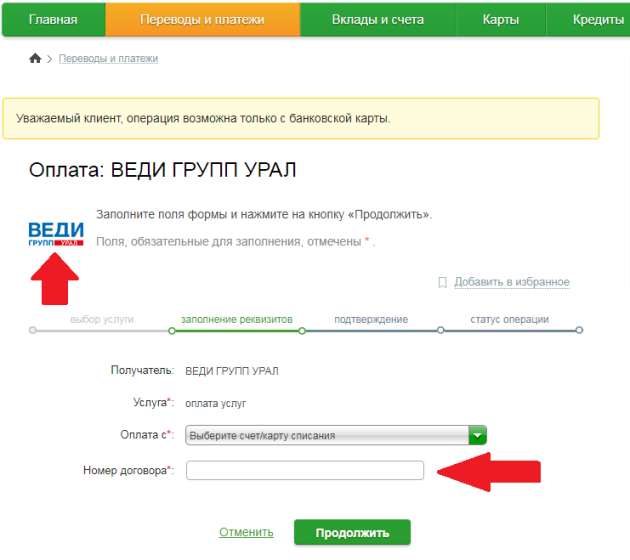 Главная Переводы и платежи Вклады и счета Карты Кредиты
Переводы и платежи
Уважаемый клиент, операция возможна только с банковской карты.
Оплата: ВЕДИ ГРУПП УРАЛ
Заполните поля формы и нажмите на кнопку «Продолжить».
ВЕДИ
ГРУПП УРАЛ
Поля, обязательные для заполнения, отмечены * .
Добавить в избранное
выбор услуги заполнение реквизитов подтверждение статус операции
Получатель: ВЕДИ ГРУПП УРАЛ
Услуга*: оплата услуг
Оплата с*: Выберите счет/карту списания
Номер договора*:
Отменить Продолжить